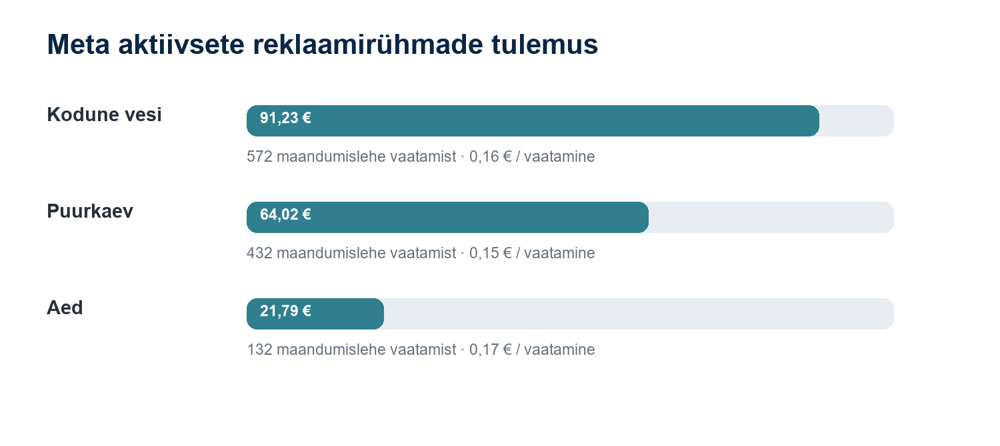 Meta aktiivsete reklaamirühmade tulemus
Kodune vesi
91,23 €
572 maandumislehe vaatamist · 0,16 € / vaatamine
Puurkaev
64,02 €
432 maandumislehe vaatamist · 0,15 € / vaatamine
Aed
21,79 €
132 maandumislehe vaatamist · 0,17 € / vaatamine